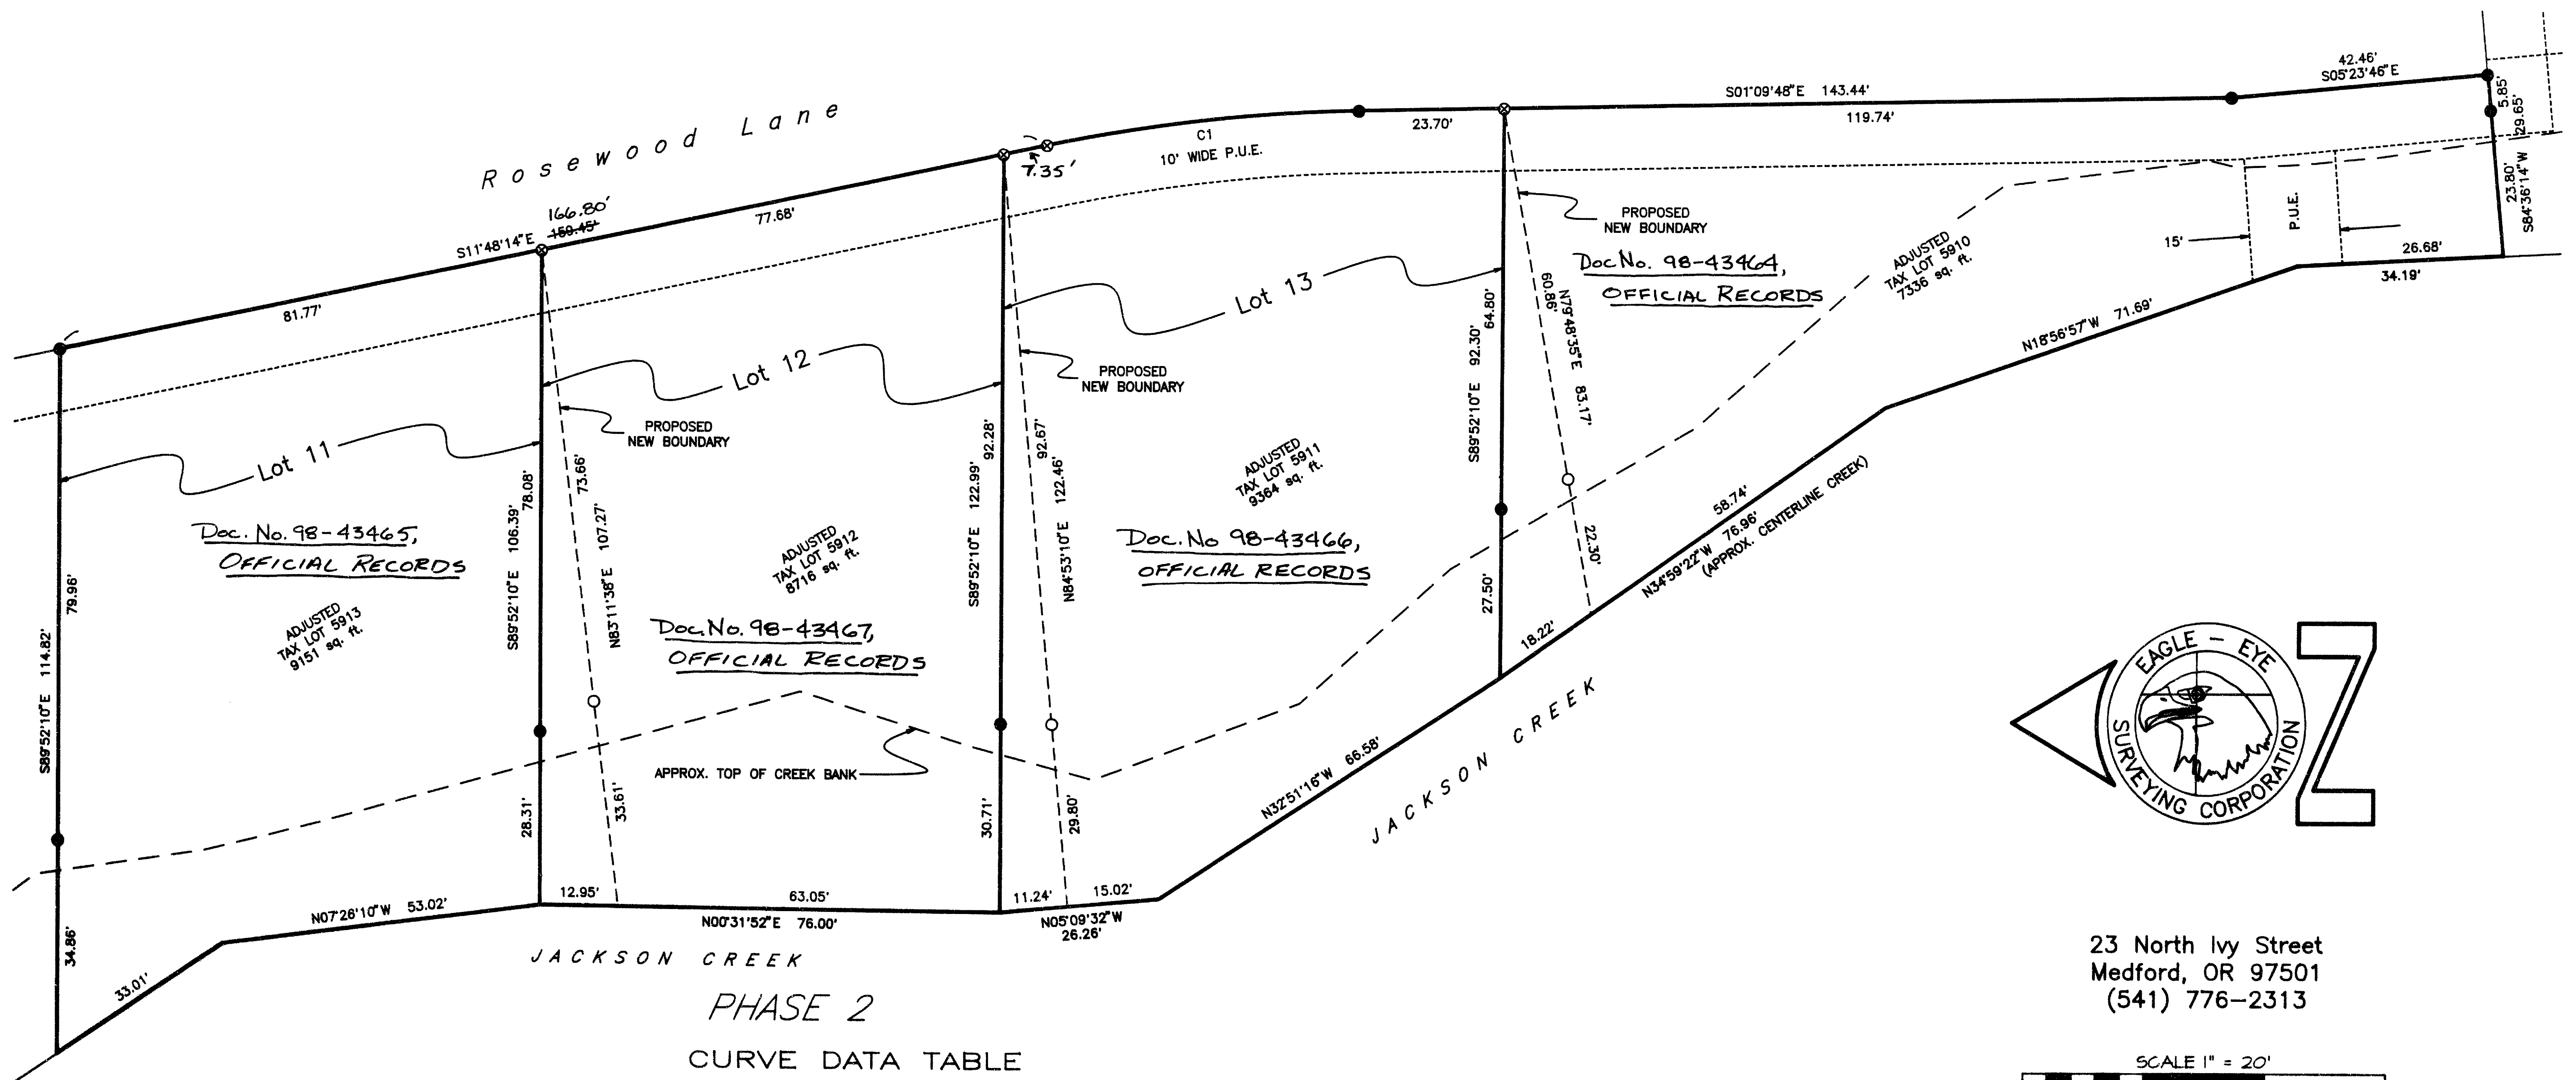 Rosewood Lane
S11°48'14"E 159.45'
166.80'
81.77'
77.68'
7.35'
C1
10' WIDE P.U.E.
23.70'
S01°09'48"E 143.44'
119.74'
42.46'
S05°23'46"E
5.85'
29.65'
23.80'
S84°36'14"W
P.U.E.
15'
26.68'
34.19'
N18°56'57"W 71.69'
58.74'
N34°59'22"W 76.96'
(APPROX. CENTERLINE CREEK)
18.22'
N32°51'16"W 66.58'
JACKSON CREEK
Lot 11
Lot 12
Lot 13
PROPOSED
NEW BOUNDARY
PROPOSED
NEW BOUNDARY
PROPOSED
NEW BOUNDARY
Doc. No. 98-43465,
OFFICIAL RECORDS
Doc. No. 98-43467,
OFFICIAL RECORDS
Doc. No 98-43466,
OFFICIAL RECORDS
Doc No. 98-43464,
OFFICIAL RECORDS
ADJUSTED
TAX LOT 5913
9151 sq. ft.
ADJUSTED
TAX LOT 5912
8716 sq. ft.
ADJUSTED
TAX LOT 5911
9364 sq. ft.
ADJUSTED
TAX LOT 5910
7336 sq. ft.
S89°52'10"E 114.82'
79.96'
34.86'
S89°52'10"E 106.39'
78.08'
28.31'
73.66'
N83°11'38"E 107.27'
33.61'
S89°52'10"E 122.99'
92.28'
30.71'
92.67'
N84°53'10"E 122.46'
29.80'
S89°52'10"E 92.30'
64.80'
27.50'
60.86'
N79°48'35"E 83.17'
22.30'
APPROX. TOP OF CREEK BANK
33.01'
N07°26'10"W 53.02'
12.95'
63.05'
N00°31'52"E 76.00'
11.24'
15.02'
N05°09'32"W
26.26'
JACKSON CREEK
PHASE 2
CURVE DATA TABLE
EAGLE - EYE
SURVEYING CORPORATION
Z
23 North Ivy Street
Medford, OR 97501
(541) 776-2313
SCALE 1" = 20'